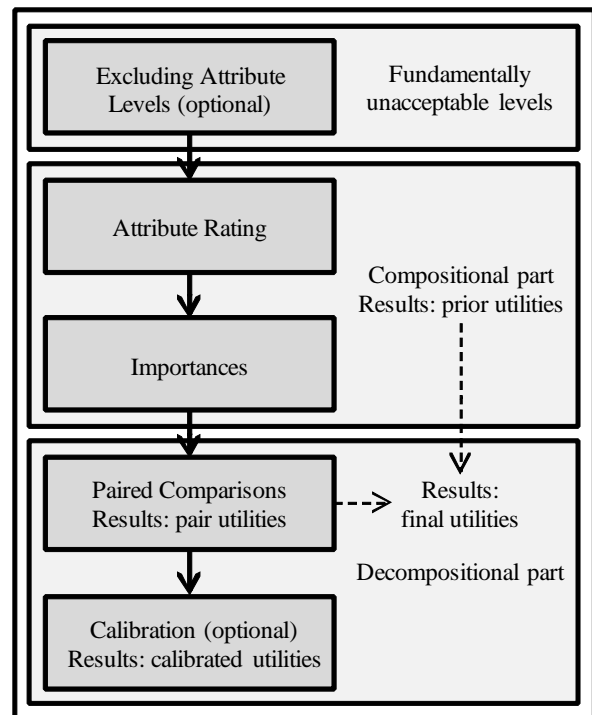 Excluding Attribute
Levels (optional)
Fundamentally
unacceptable levels
Attribute Rating
Compositional part
Results: prior utilities
Importances
Paired Comparisons
Results: pair utilities
Results:
final utilities
Decompositional part
Calibration (optional)
Results: calibrated utilities